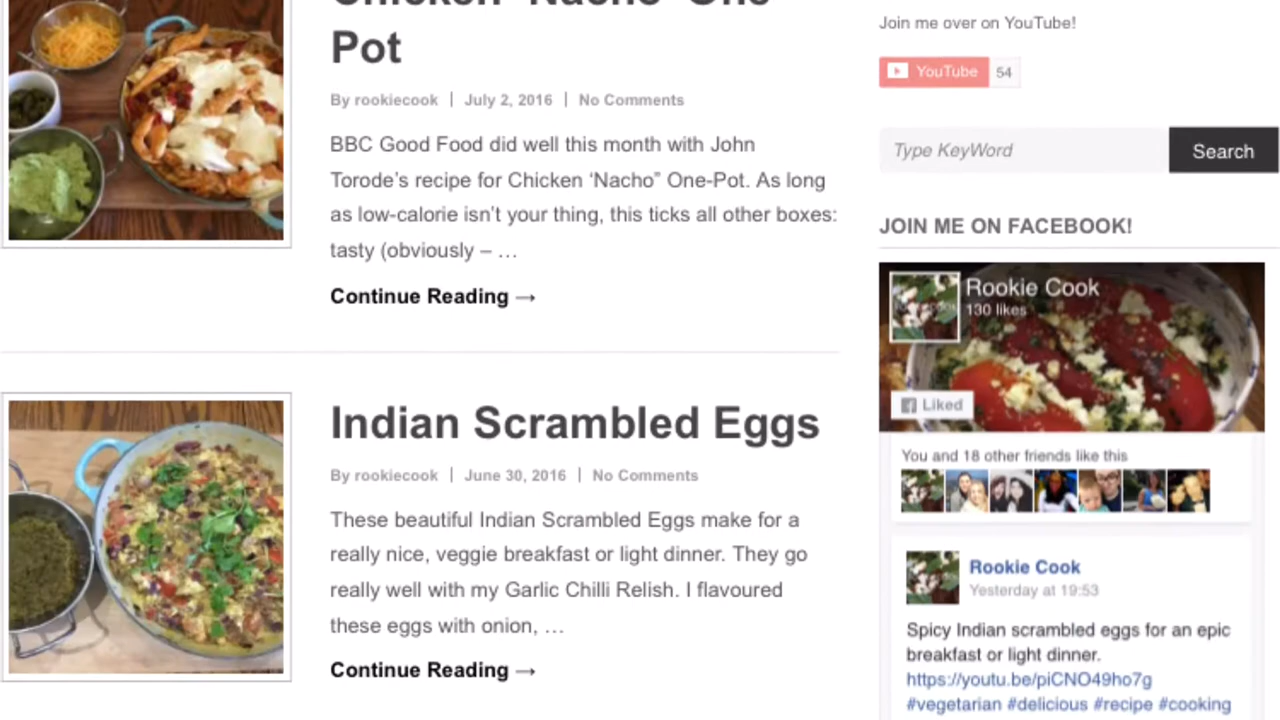 Chicken "Nacho" One-
Pot
By rookiecook | July 2, 2016 | No Comments
BBC Good Food did well this month with John
Torode's recipe for Chicken 'Nacho" One-Pot. As long
as low-calorie isn't your thing, this ticks all other boxes:
tasty (obviously – …
Continue Reading →
Indian Scrambled Eggs
By rookiecook | June 30, 2016 | No Comments
These beautiful Indian Scrambled Eggs make for a
really nice, veggie breakfast or light dinner. They go
really well with my Garlic Chilli Relish. I flavoured
these eggs with onion, …
Continue Reading →
Join me over on YouTube!
YouTube 54
Type KeyWord
Search
JOIN ME ON FACEBOOK!
Rookie Cook
130 likes
Liked
You and 18 other friends like this
Rookie Cook
Yesterday at 19:53
Spicy Indian scrambled eggs for an epic
breakfast or light dinner.
https://youtu.be/piCNO49ho7g
#vegetarian #delicious #recipe #cooking